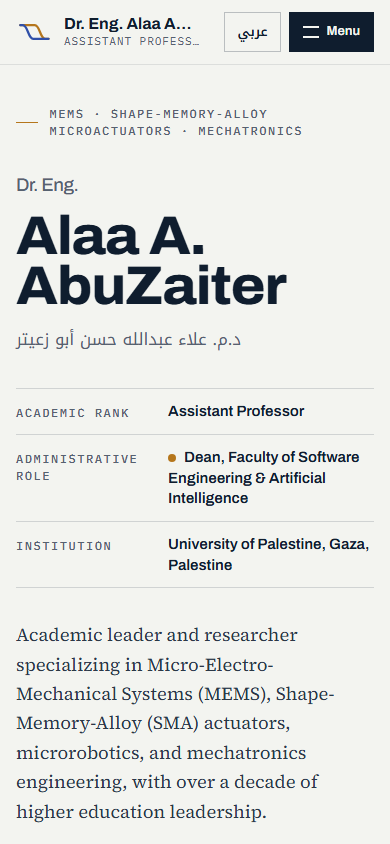 Dr. Eng. Alaa A...
ASSISTANT PROFESS...
عربي
Menu
MEMS · SHAPE-MEMORY-ALLOY
MICROACTUATORS · MECHATRONICS
Dr. Eng.
Alaa A.
AbuZaiter
د.م. علاء عبدالله حسن أبو زعيتر
ACADEMIC RANK
Assistant Professor
ADMINISTRATIVE
ROLE
Dean, Faculty of Software
Engineering & Artificial
Intelligence
INSTITUTION
University of Palestine, Gaza,
Palestine
Academic leader and researcher
specializing in Micro-Electro-
Mechanical Systems (MEMS), Shape-
Memory-Alloy (SMA) actuators,
microrobotics, and mechatronics
engineering, with over a decade of
higher education leadership.